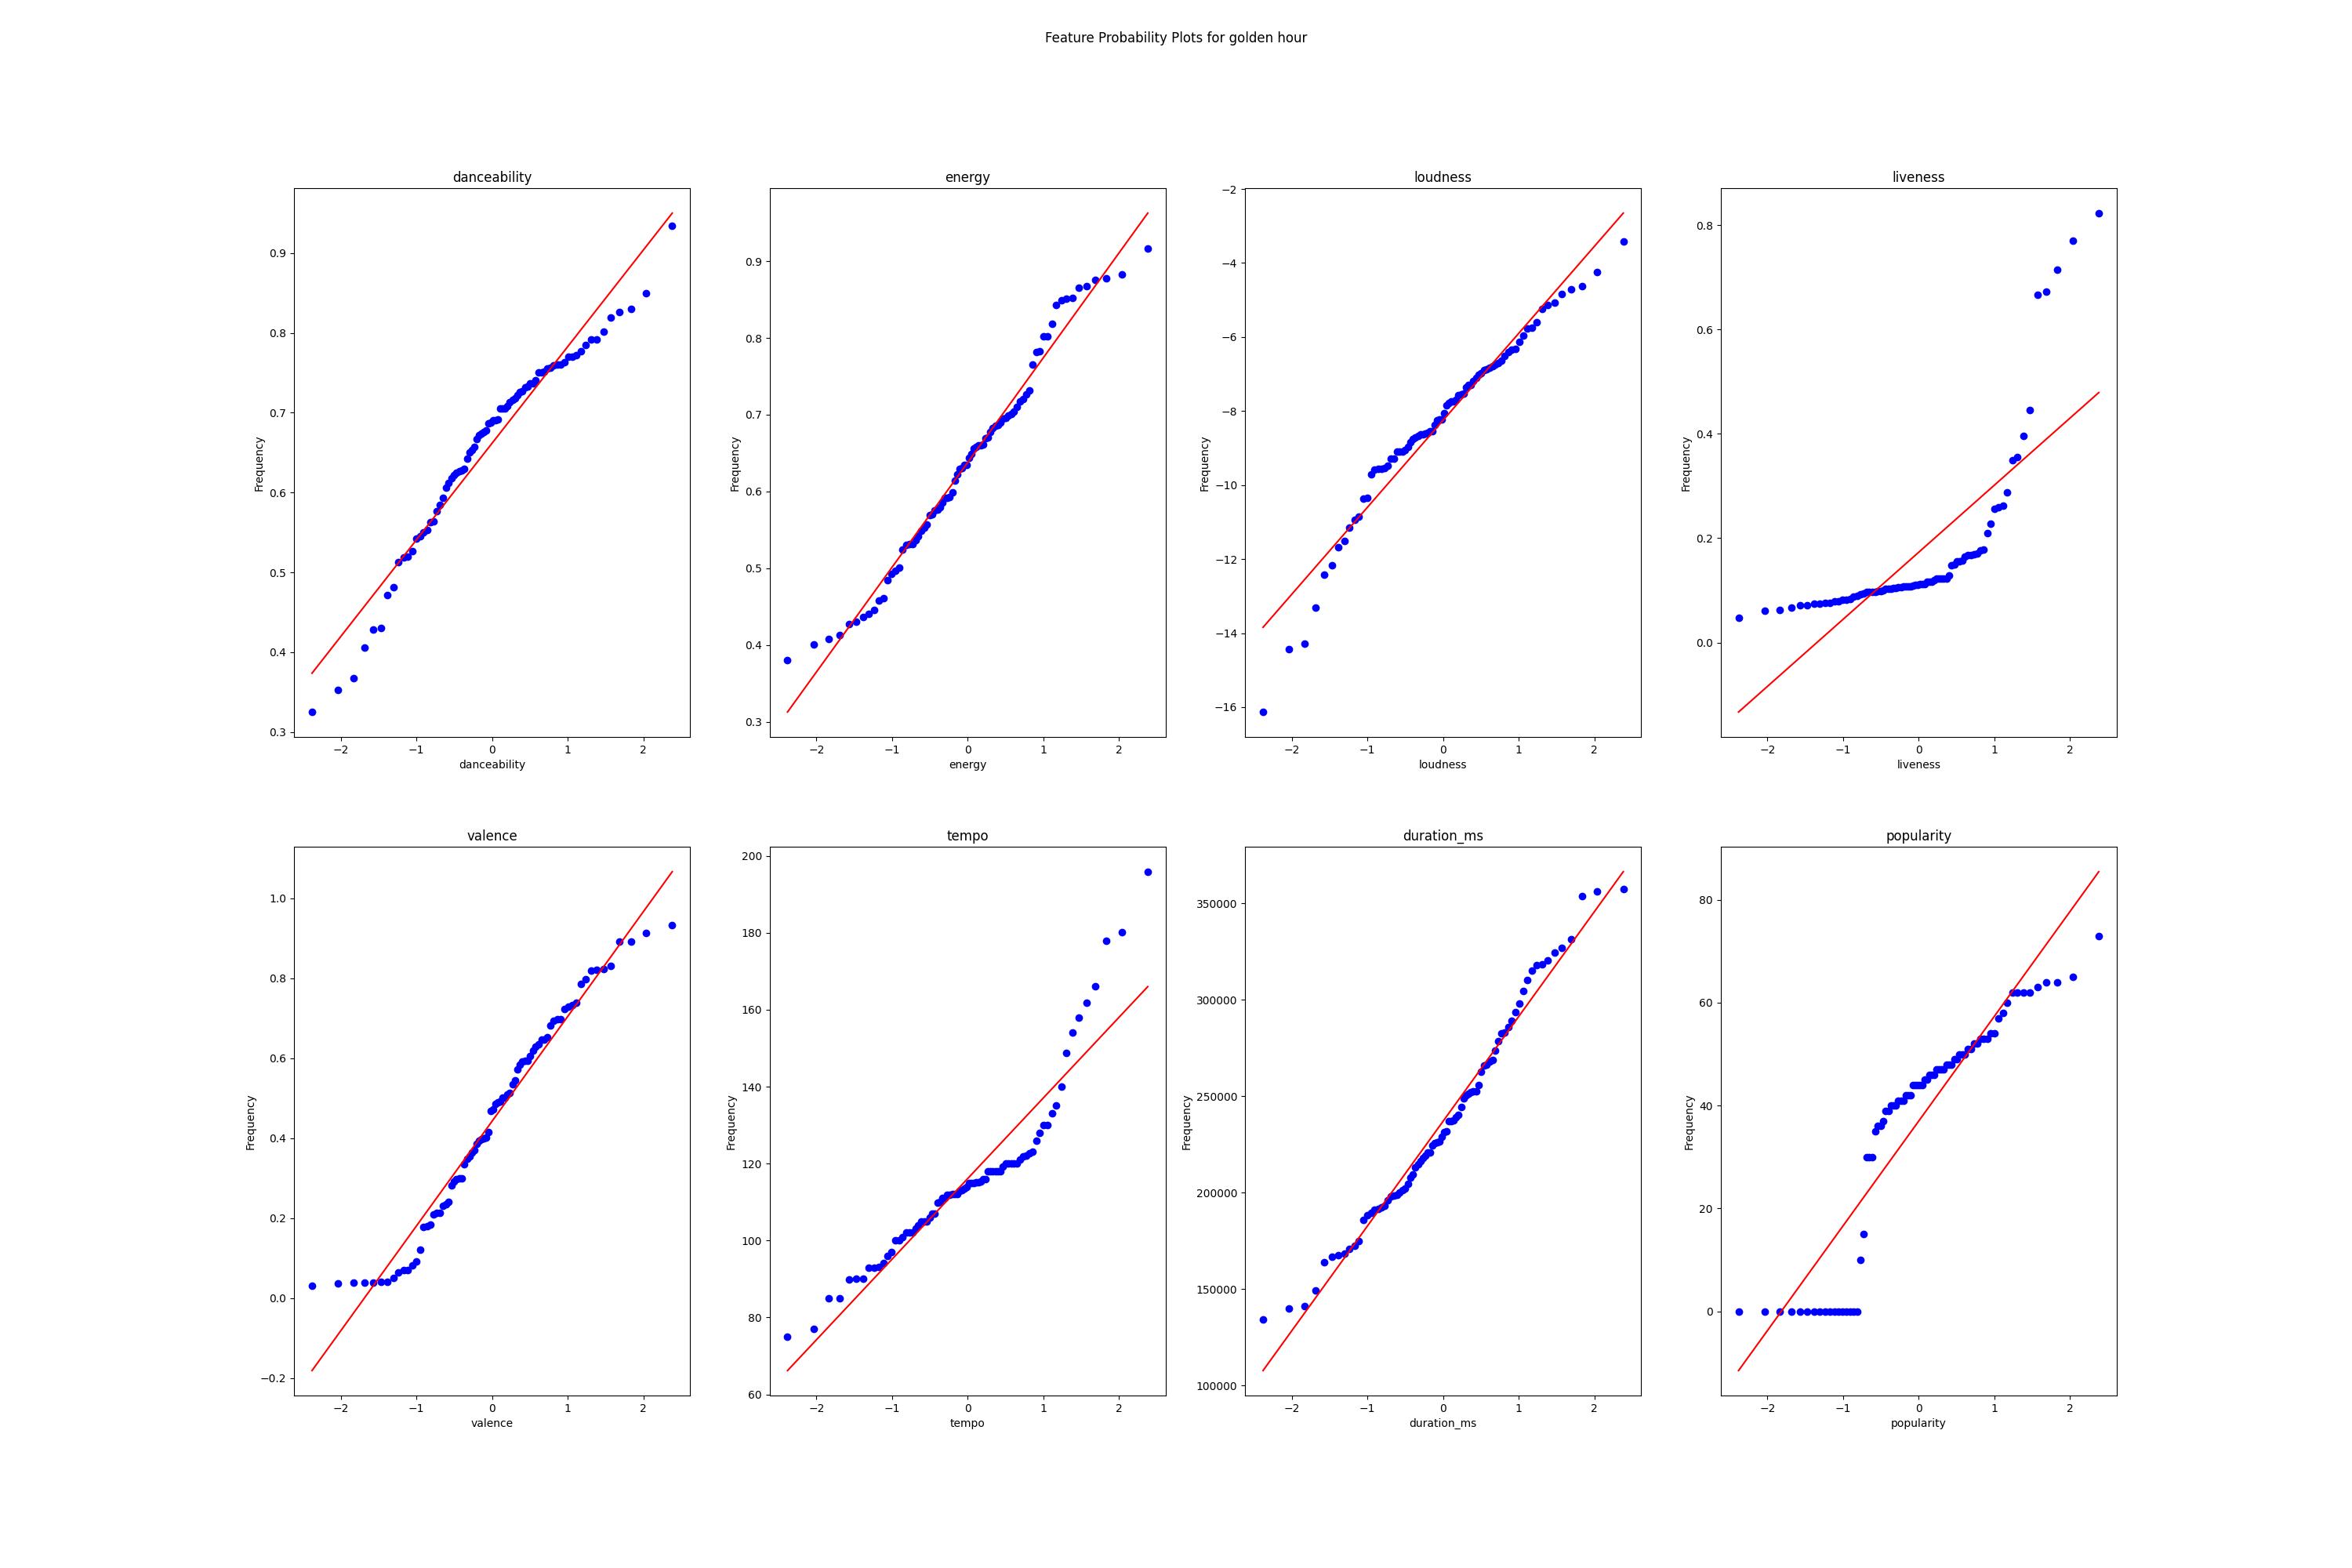 Feature Probability Plots for golden hour
danceability
energy
loudness
liveness
Frequency
0.9
0.8
0.7
0.6
0.5
0.4
0.3
−2 −1 0 1 2
danceability
Frequency
0.9
0.8
0.7
0.6
0.5
0.4
0.3
−2 −1 0 1 2
energy
Frequency
−2
−4
−6
−8
−10
−12
−14
−16
−2 −1 0 1 2
loudness
Frequency
0.8
0.6
0.4
0.2
0.0
−2 −1 0 1 2
liveness
valence
tempo
duration_ms
popularity
Frequency
1.0
0.8
0.6
0.4
0.2
0.0
−0.2
−2 −1 0 1 2
valence
Frequency
200
180
160
140
120
100
80
60
−2 −1 0 1 2
tempo
Frequency
350000
300000
250000
200000
150000
100000
−2 −1 0 1 2
duration_ms
Frequency
80
60
40
20
0
−2 −1 0 1 2
popularity